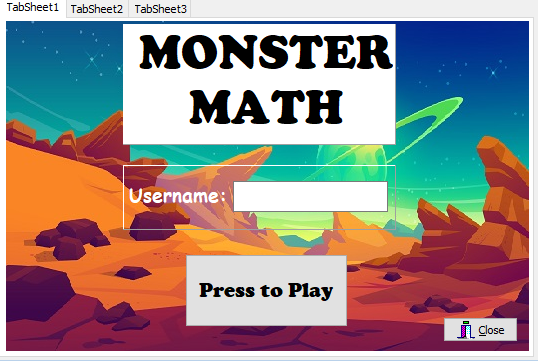 TabSheet1 TabSheet2 TabSheet3
MONSTER
MATH
Username:
Press to Play
Close